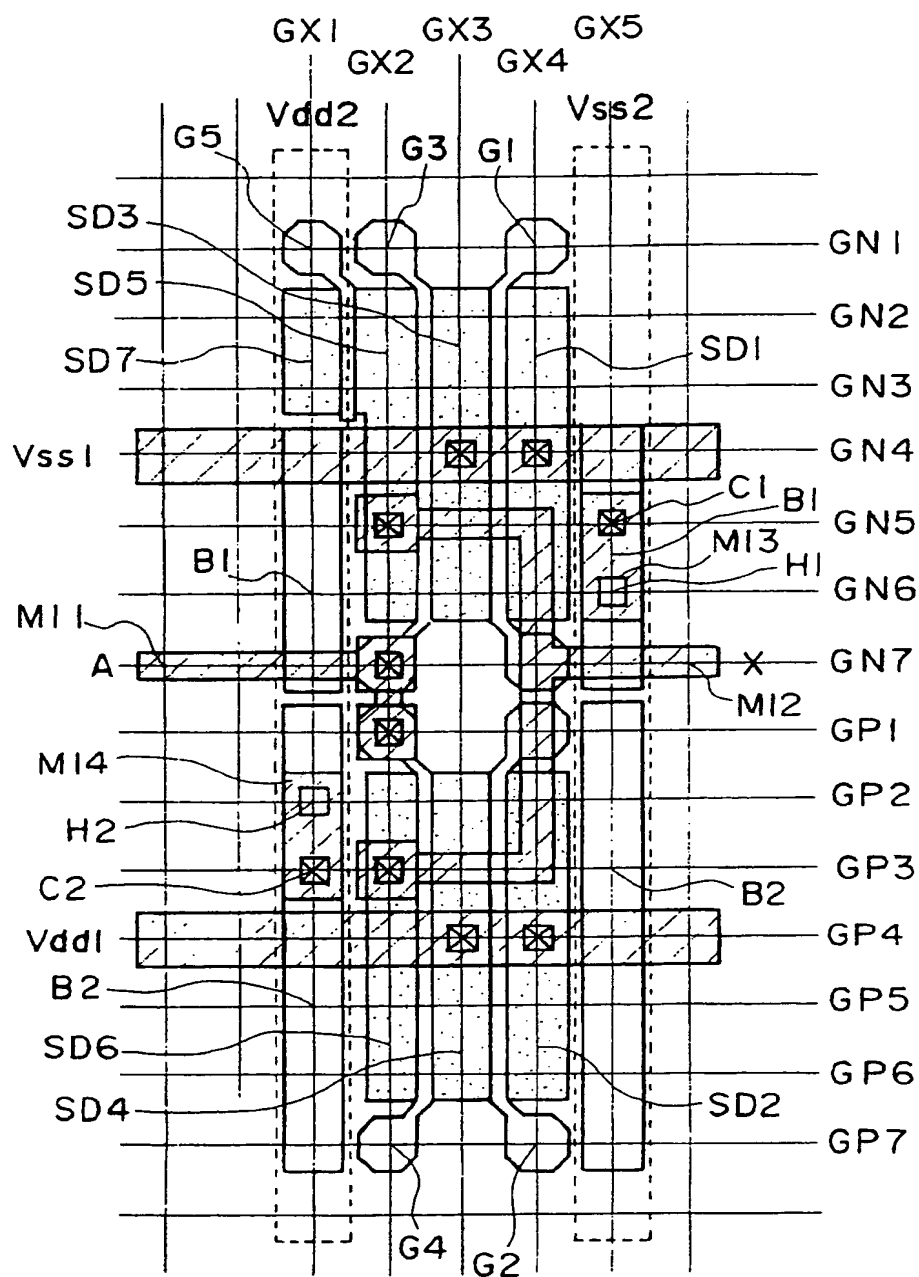 GX1 GX3 GX5
GX2 GX4
Vdd2 Vss2
G5 G3 G1
SD3
GN1
SD5
GN2
SD7 SD1
GN3
Vss1 GN4
C1
GN5
B1
B1 M13
H1
GN6
M11
A X GN7
M12
GP1
M14
GP2
H2
C2 GP3
B2
Vdd1 GP4
B2 GP5
SD6
GP6
SD4 SD2
GP7
G4 G2